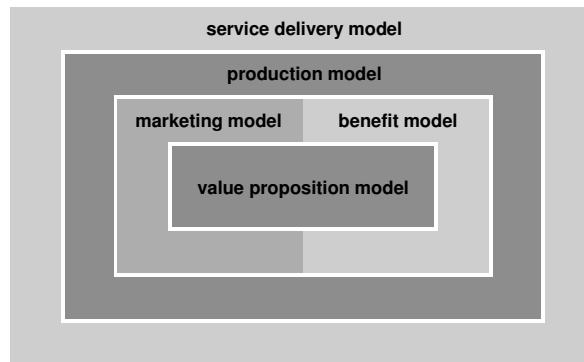 service delivery model
production model
marketing model
benefit model
value proposition model